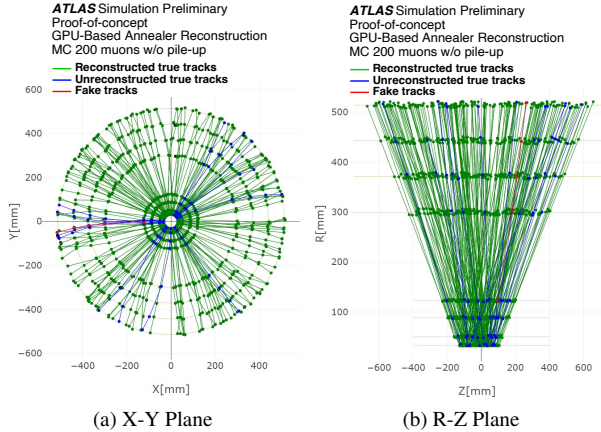 ATLAS Simulation Preliminary
Proof-of-concept
GPU-Based Annealer Reconstruction
MC 200 muons w/o pile-up
Reconstructed true tracks
Unreconstructed true tracks
Fake tracks
600
400
200
0
−200
−400
−600
Y[mm]
−400
−200
0
200
400
X[mm]
(a) X-Y Plane
ATLAS Simulation Preliminary
Proof-of-concept
GPU-Based Annealer Reconstruction
MC 200 muons w/o pile-up
Reconstructed true tracks
Unreconstructed true tracks
Fake tracks
500
400
300
200
100
R[mm]
−600
−400
−200
0
200
400
600
Z[mm]
(b) R-Z Plane